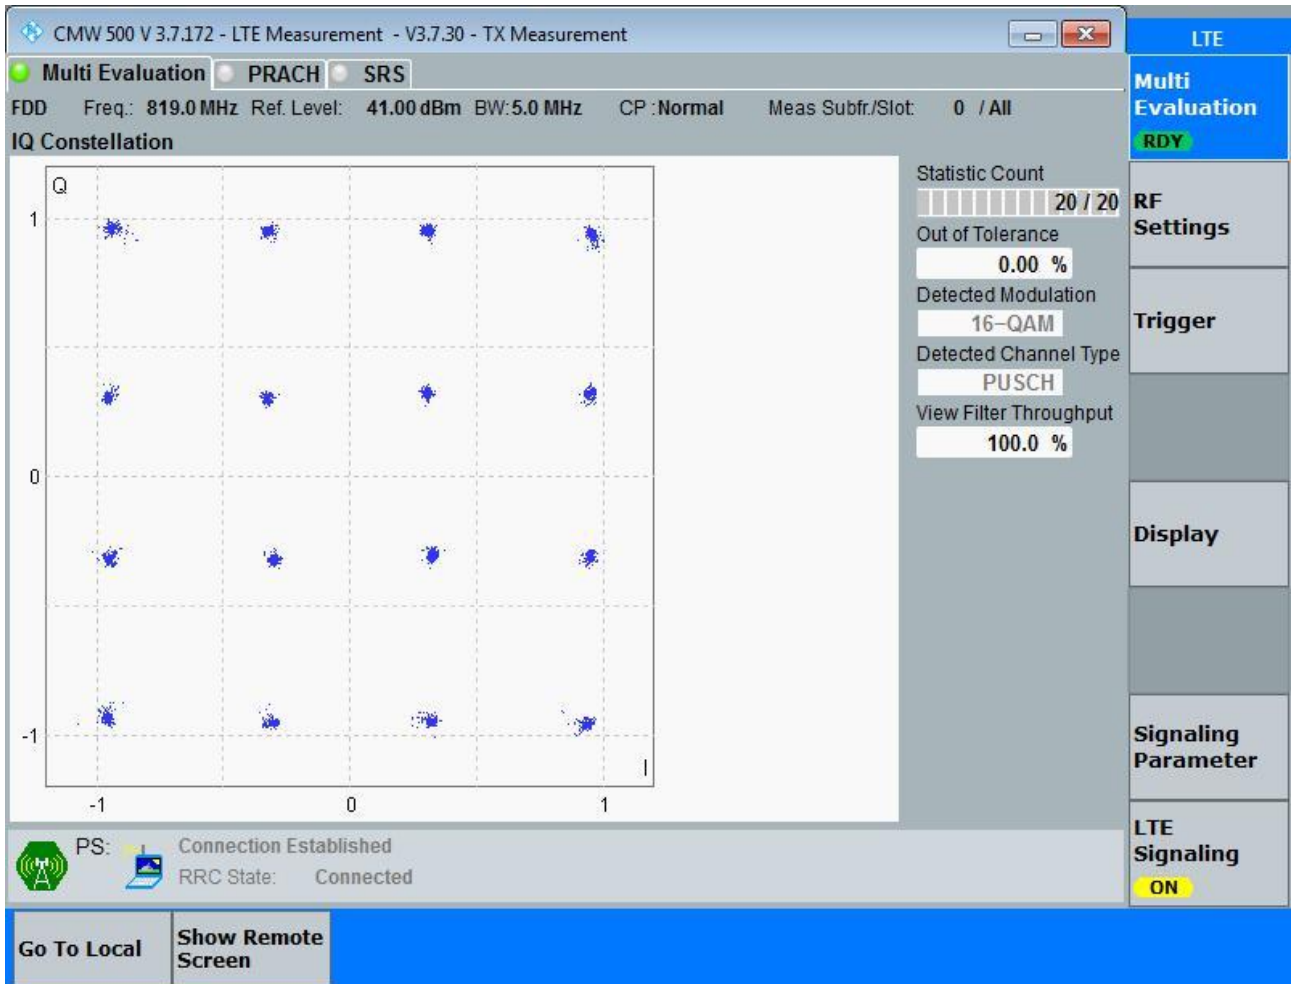 CMW 500 V 3.7.172 - LTE Measurement - V3.7.30 - TX Measurement
LTE
Multi Evaluation PRACH SRS
FDD Freq.: 819.0 MHz Ref. Level: 41.00 dBm BW: 5.0 MHz CP : Normal Meas Subfr./Slot: 0 / All
IQ Constellation
Q
1
0
-1
I
-1 0 1
Statistic Count
20 / 20
Out of Tolerance
0.00 %
Detected Modulation
16-QAM
Detected Channel Type
PUSCH
View Filter Throughput
100.0 %
Multi
Evaluation
RDY
RF
Settings
Trigger
Display
Signaling
Parameter
LTE
Signaling
ON
PS: Connection Established
RRC State: Connected
Go To Local
Show Remote
Screen